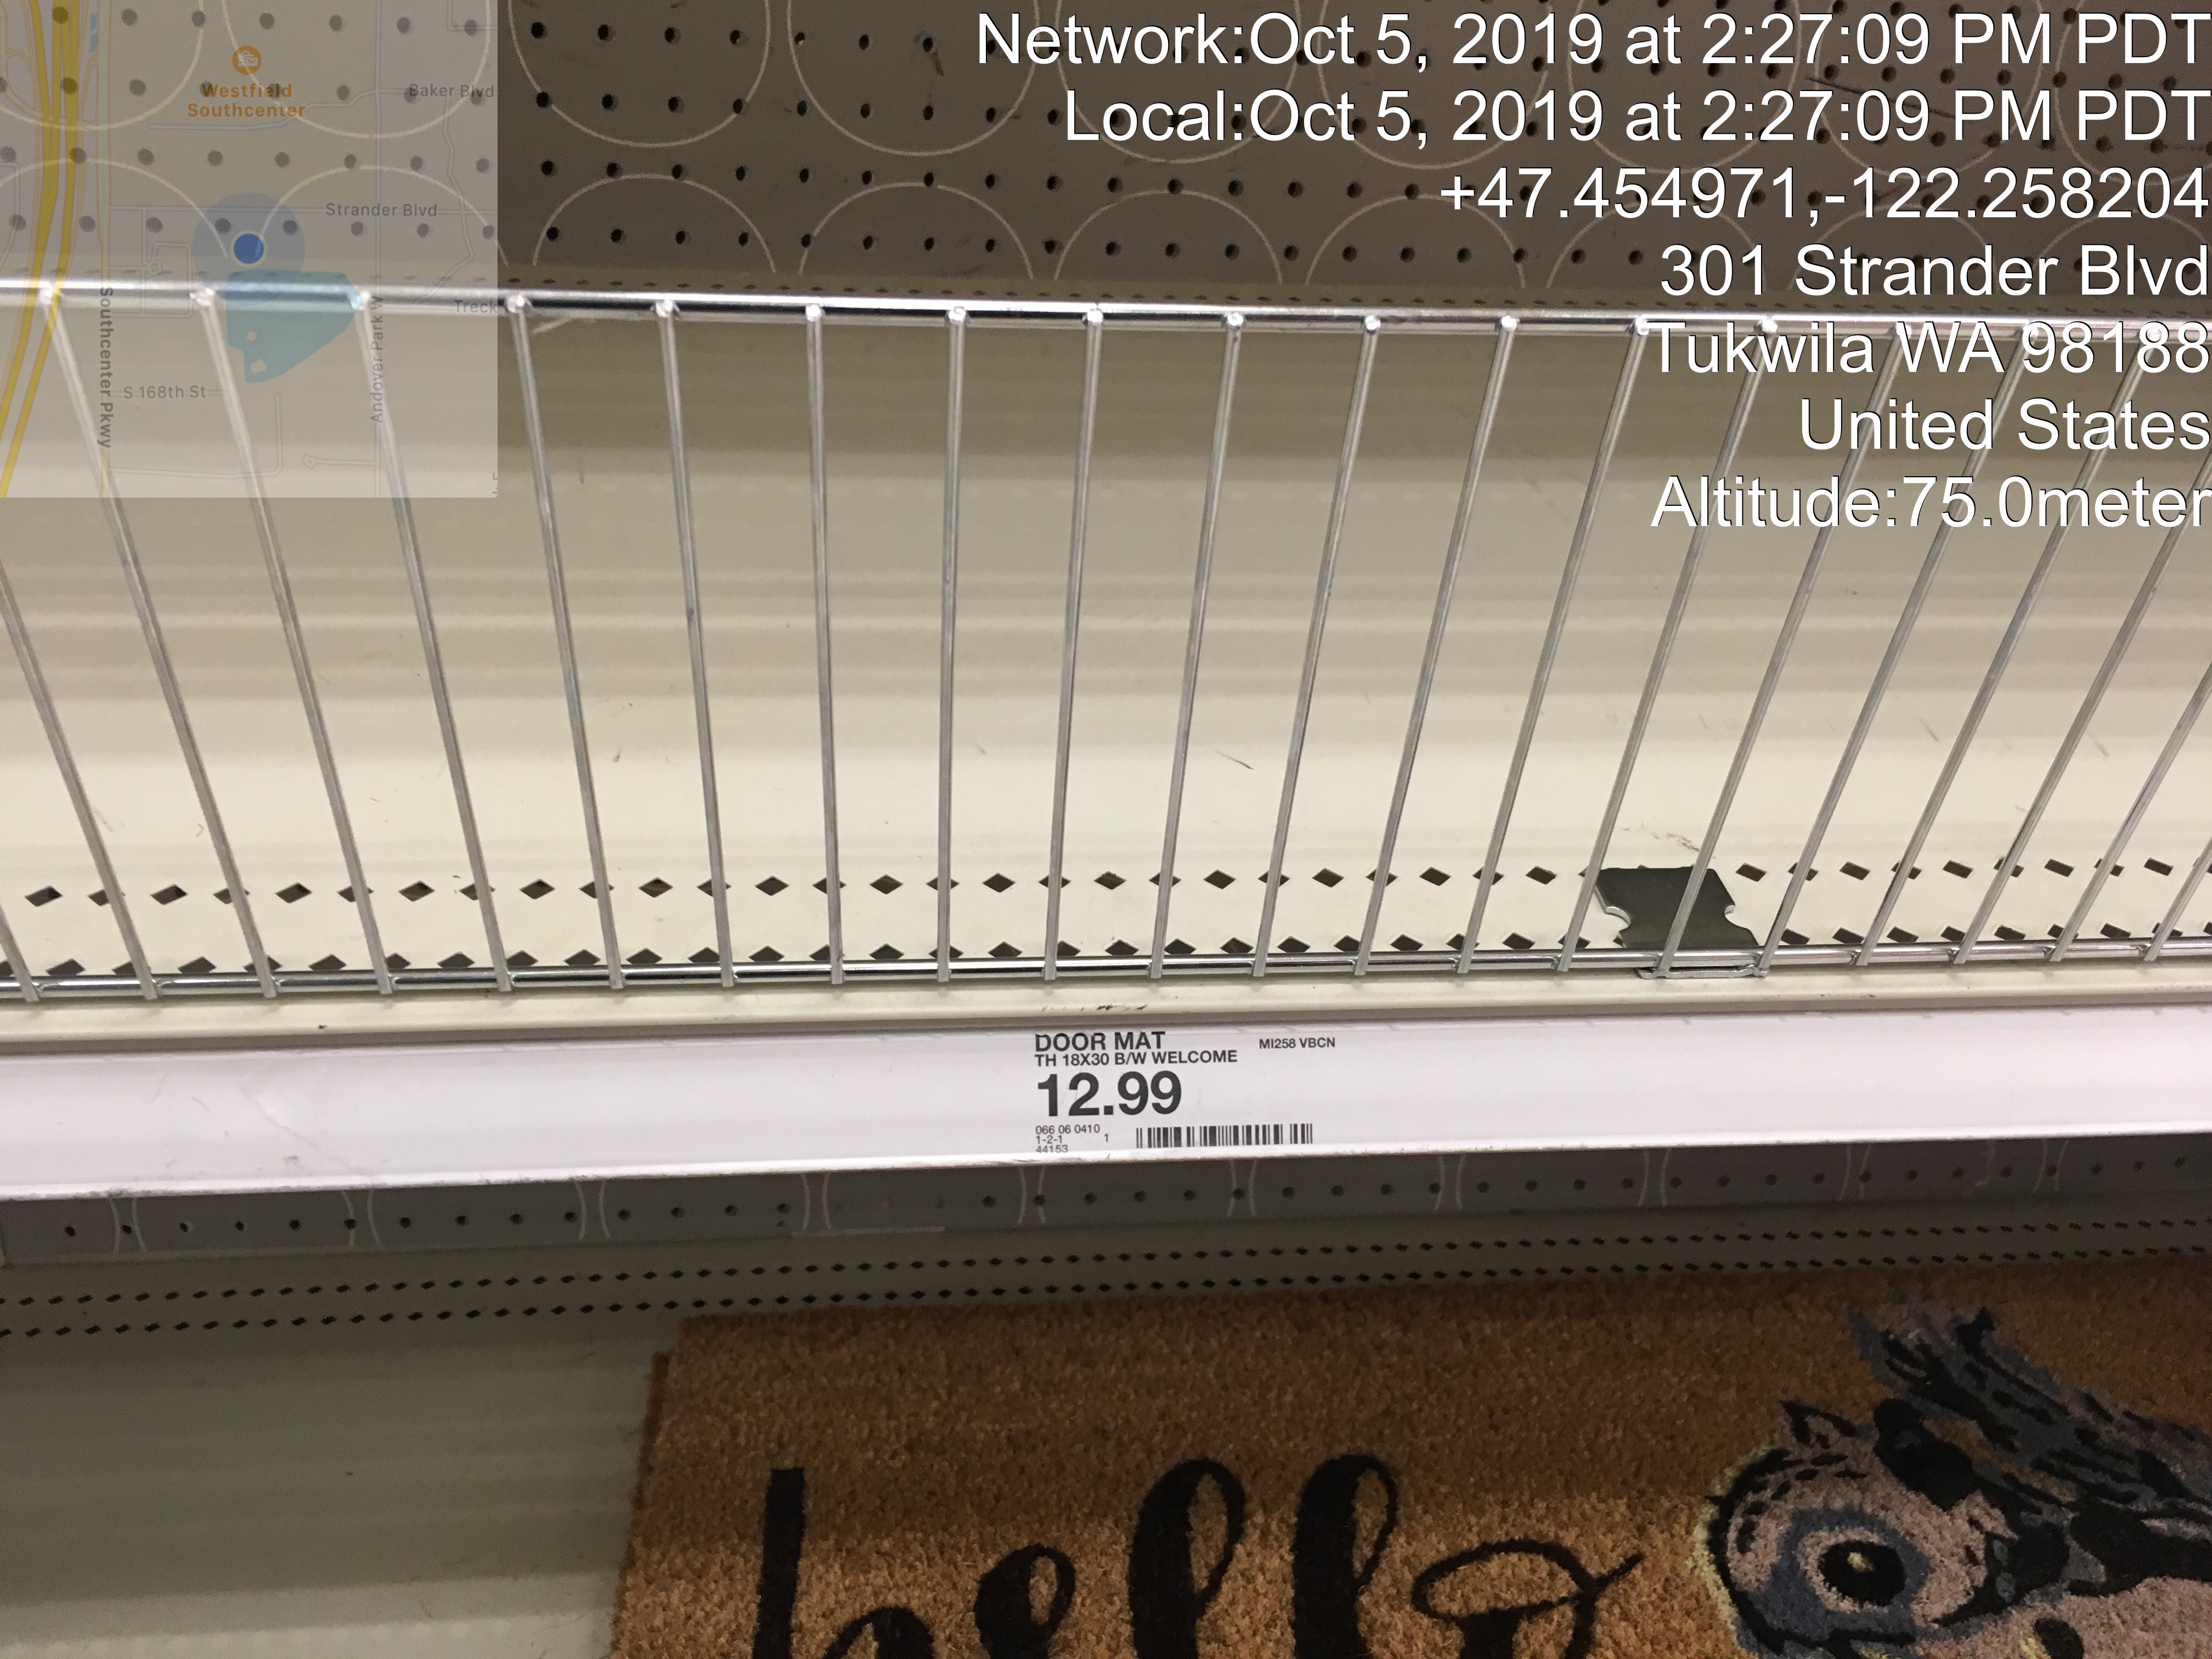 Network:Oct 5, 2019 at 2:27:09 PM PDT
Local:Oct 5, 2019 at 2:27:09 PM PDT
+47.454971,-122.258204
301 Strander Blvd
Tukwila WA 98188
United States
Altitude:75.0meter
Westfield
Southcenter
Baker Blvd
Strander Blvd
Treck
Southcenter Pkwy
Andover Park W
S 168th St
DOOR MAT
MI258 VBCN
TH 18X30 B/W WELCOME
12.99
066 06 0410
1-2-1 1
44153
hello